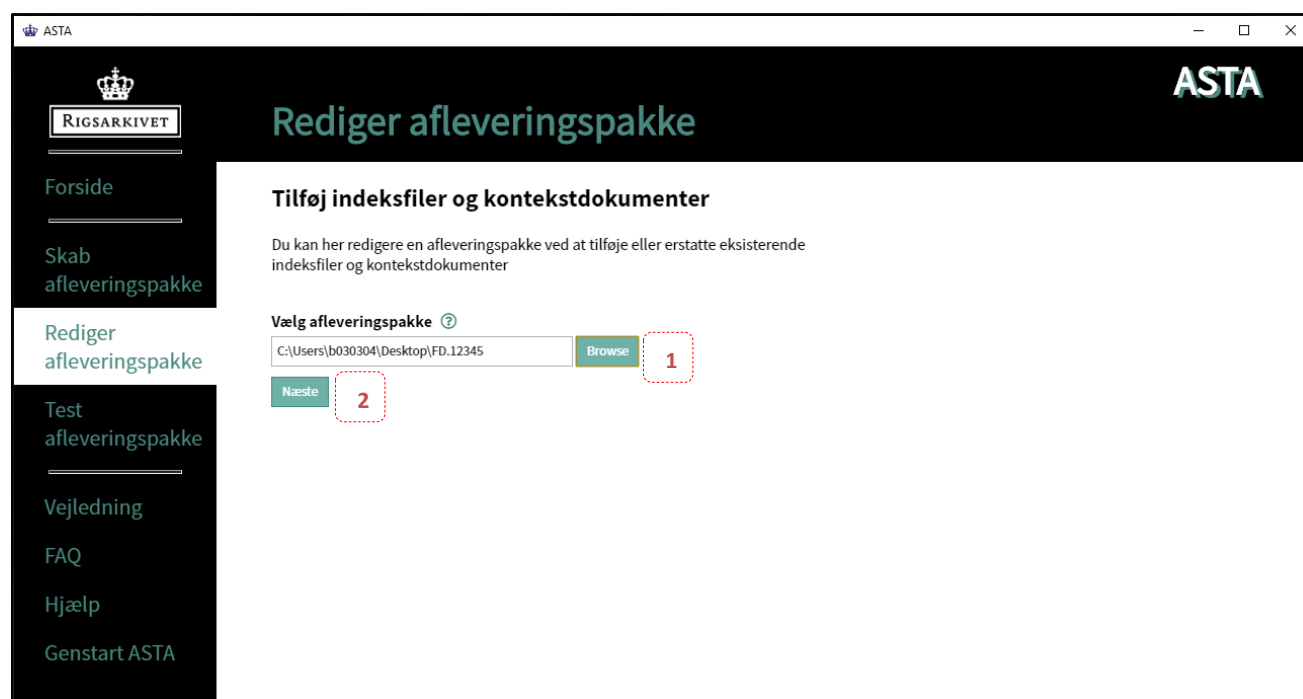 ASTA
RIGSARKIVET
ASTA
Rediger afleveringspakke
Forside
Skab
afleveringspakke
Rediger
afleveringspakke
Test
afleveringspakke
Vejledning
FAQ
Hjælp
Genstart ASTA
Tilføj indeksfiler og kontekstdokumenter
Du kan her redigere en afleveringspakke ved at tilføje eller erstatte eksisterende
indeksfiler og kontekstdokumenter
Vælg afleveringspakke ?
C:\Users\b030304\Desktop\FD.12345 Browse 1
Næste 2